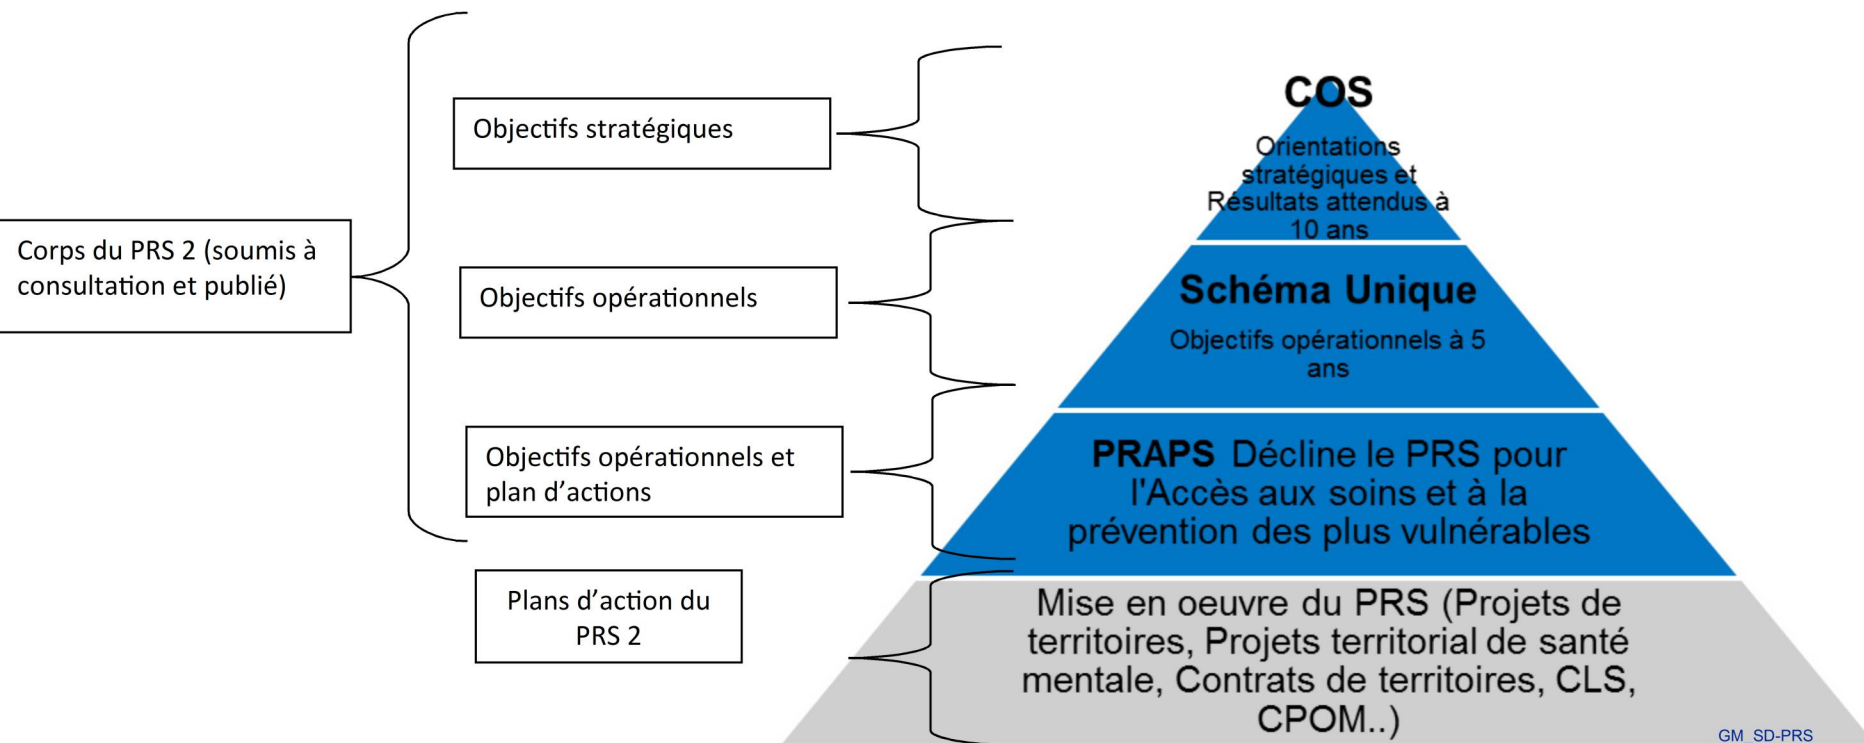 Corps du PRS 2 (soumis à
consultation et publié)
Objectifs stratégiques
Objectifs opérationnels
Objectifs opérationnels et
plan d’actions
Plans d’action du
PRS 2
COS
Orientations
stratégiques et
Résultats attendus à
10 ans
Schéma Unique
Objectifs opérationnels à 5
ans
PRAPS Décline le PRS pour
l'Accès aux soins et à la
prévention des plus vulnérables
Mise en oeuvre du PRS (Projets de
territoires, Projets territorial de santé
mentale, Contrats de territoires, CLS,
CPOM..)
GM SD-PRS